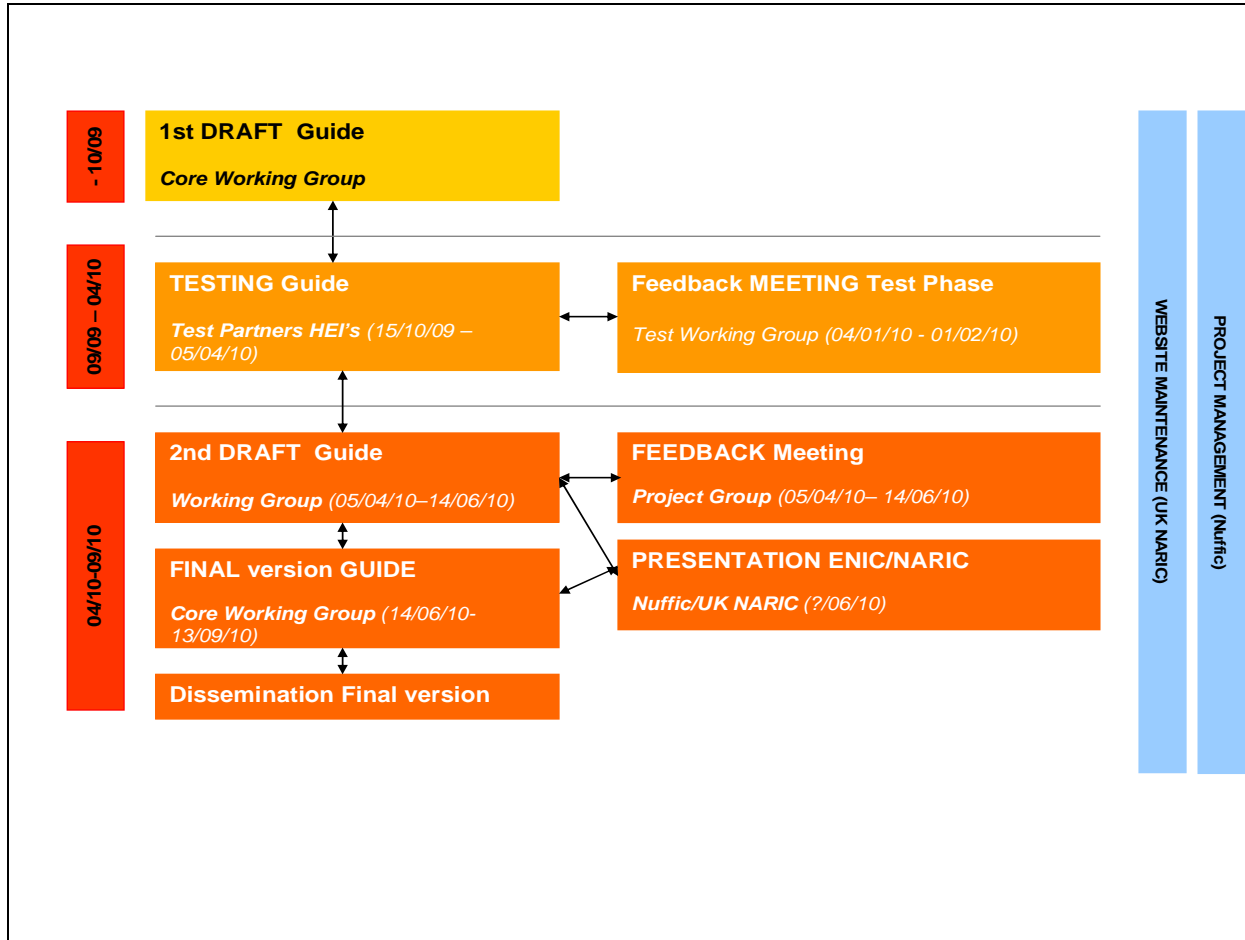 - 10/09
1st DRAFT  Guide
Core Working Group
09/09 – 04/10
TESTING Guide
Test Partners HEI's (15/10/09 –
05/04/10)
Feedback MEETING Test Phase
Test Working Group (04/01/10 - 01/02/10)
04/10-09/10
2nd DRAFT  Guide
Working Group (05/04/10–14/06/10)
FEEDBACK Meeting
Project Group (05/04/10– 14/06/10)
FINAL version GUIDE
Core Working Group (14/06/10-
13/09/10)
PRESENTATION ENIC/NARIC
Nuffic/UK NARIC (?/06/10)
Dissemination Final version
WEBSITE MAINTENANCE (UK NARIC)
PROJECT MANAGEMENT (Nuffic)